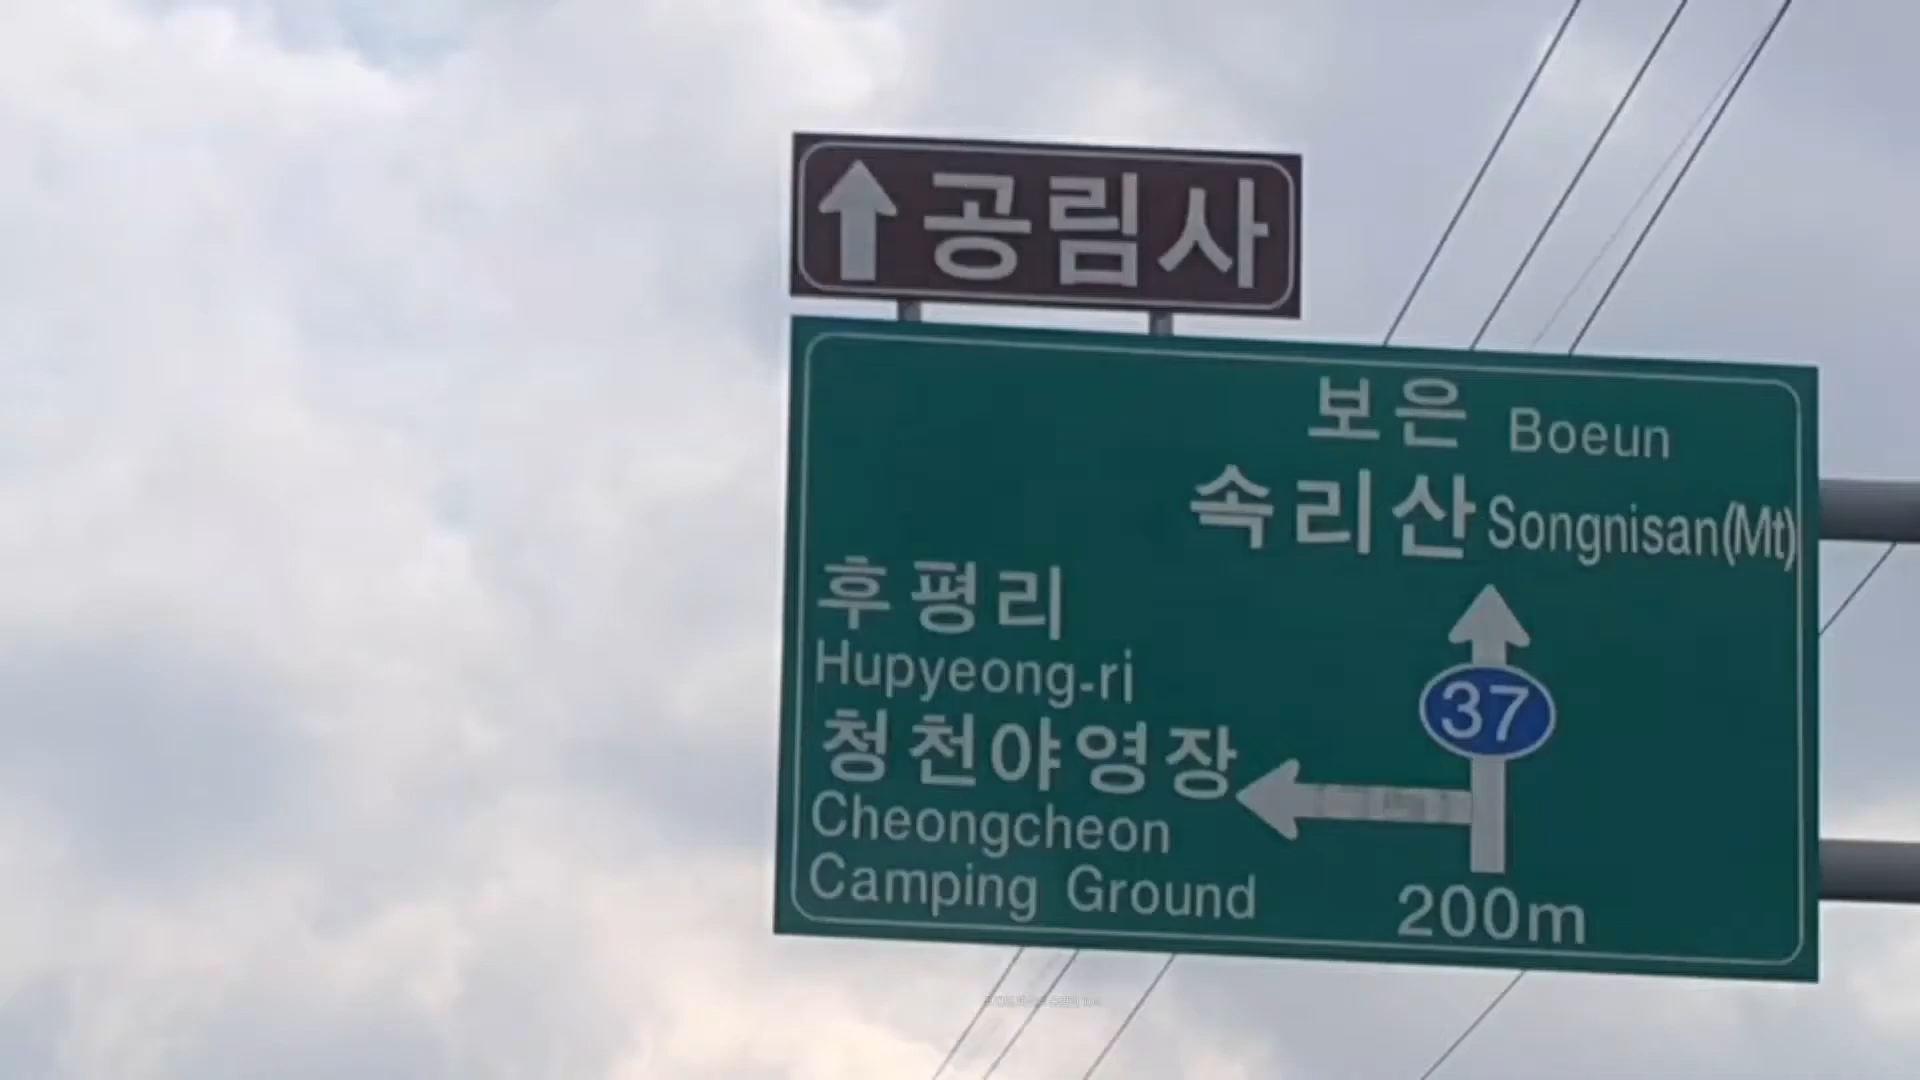 공림사
보은 Boeun
속리산 Songnisan(Mt)
후평리
Hupyeong-ri
청천야영장
Cheongcheon
Camping Ground
37
200m